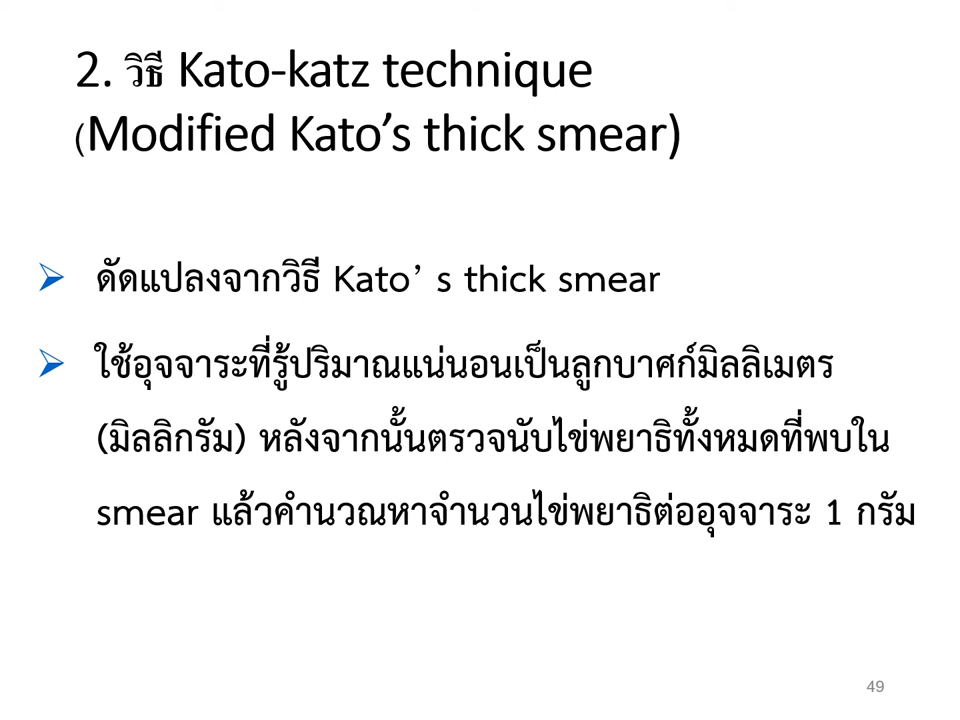 2. วิธี Kato-katz technique
(Modified Kato’s thick smear)
➢ ดัดแปลงจากวิธี Kato’ s thick smear
➢ ใช้อุจจาระที่รู้ปริมาณแน่นอนเป็นลูกบาศก์มิลลิเมตร
(มิลลิกรัม) หลังจากนั้นตรวจนับไข่พยาธิทั้งหมดที่พบใน
smear แล้วคำนวณหาจำนวนไข่พยาธิต่ออุจจาระ 1 กรัม
49